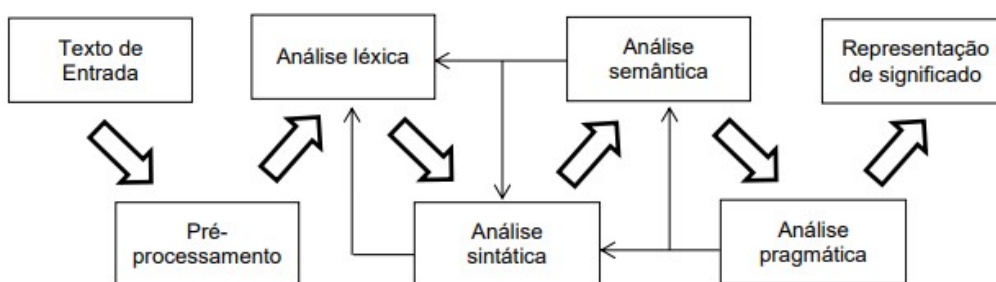 Texto de
Entrada
Análise léxica
Análise
semântica
Representação
de significado
Pré-
processamento
Análise
sintática
Análise
pragmática